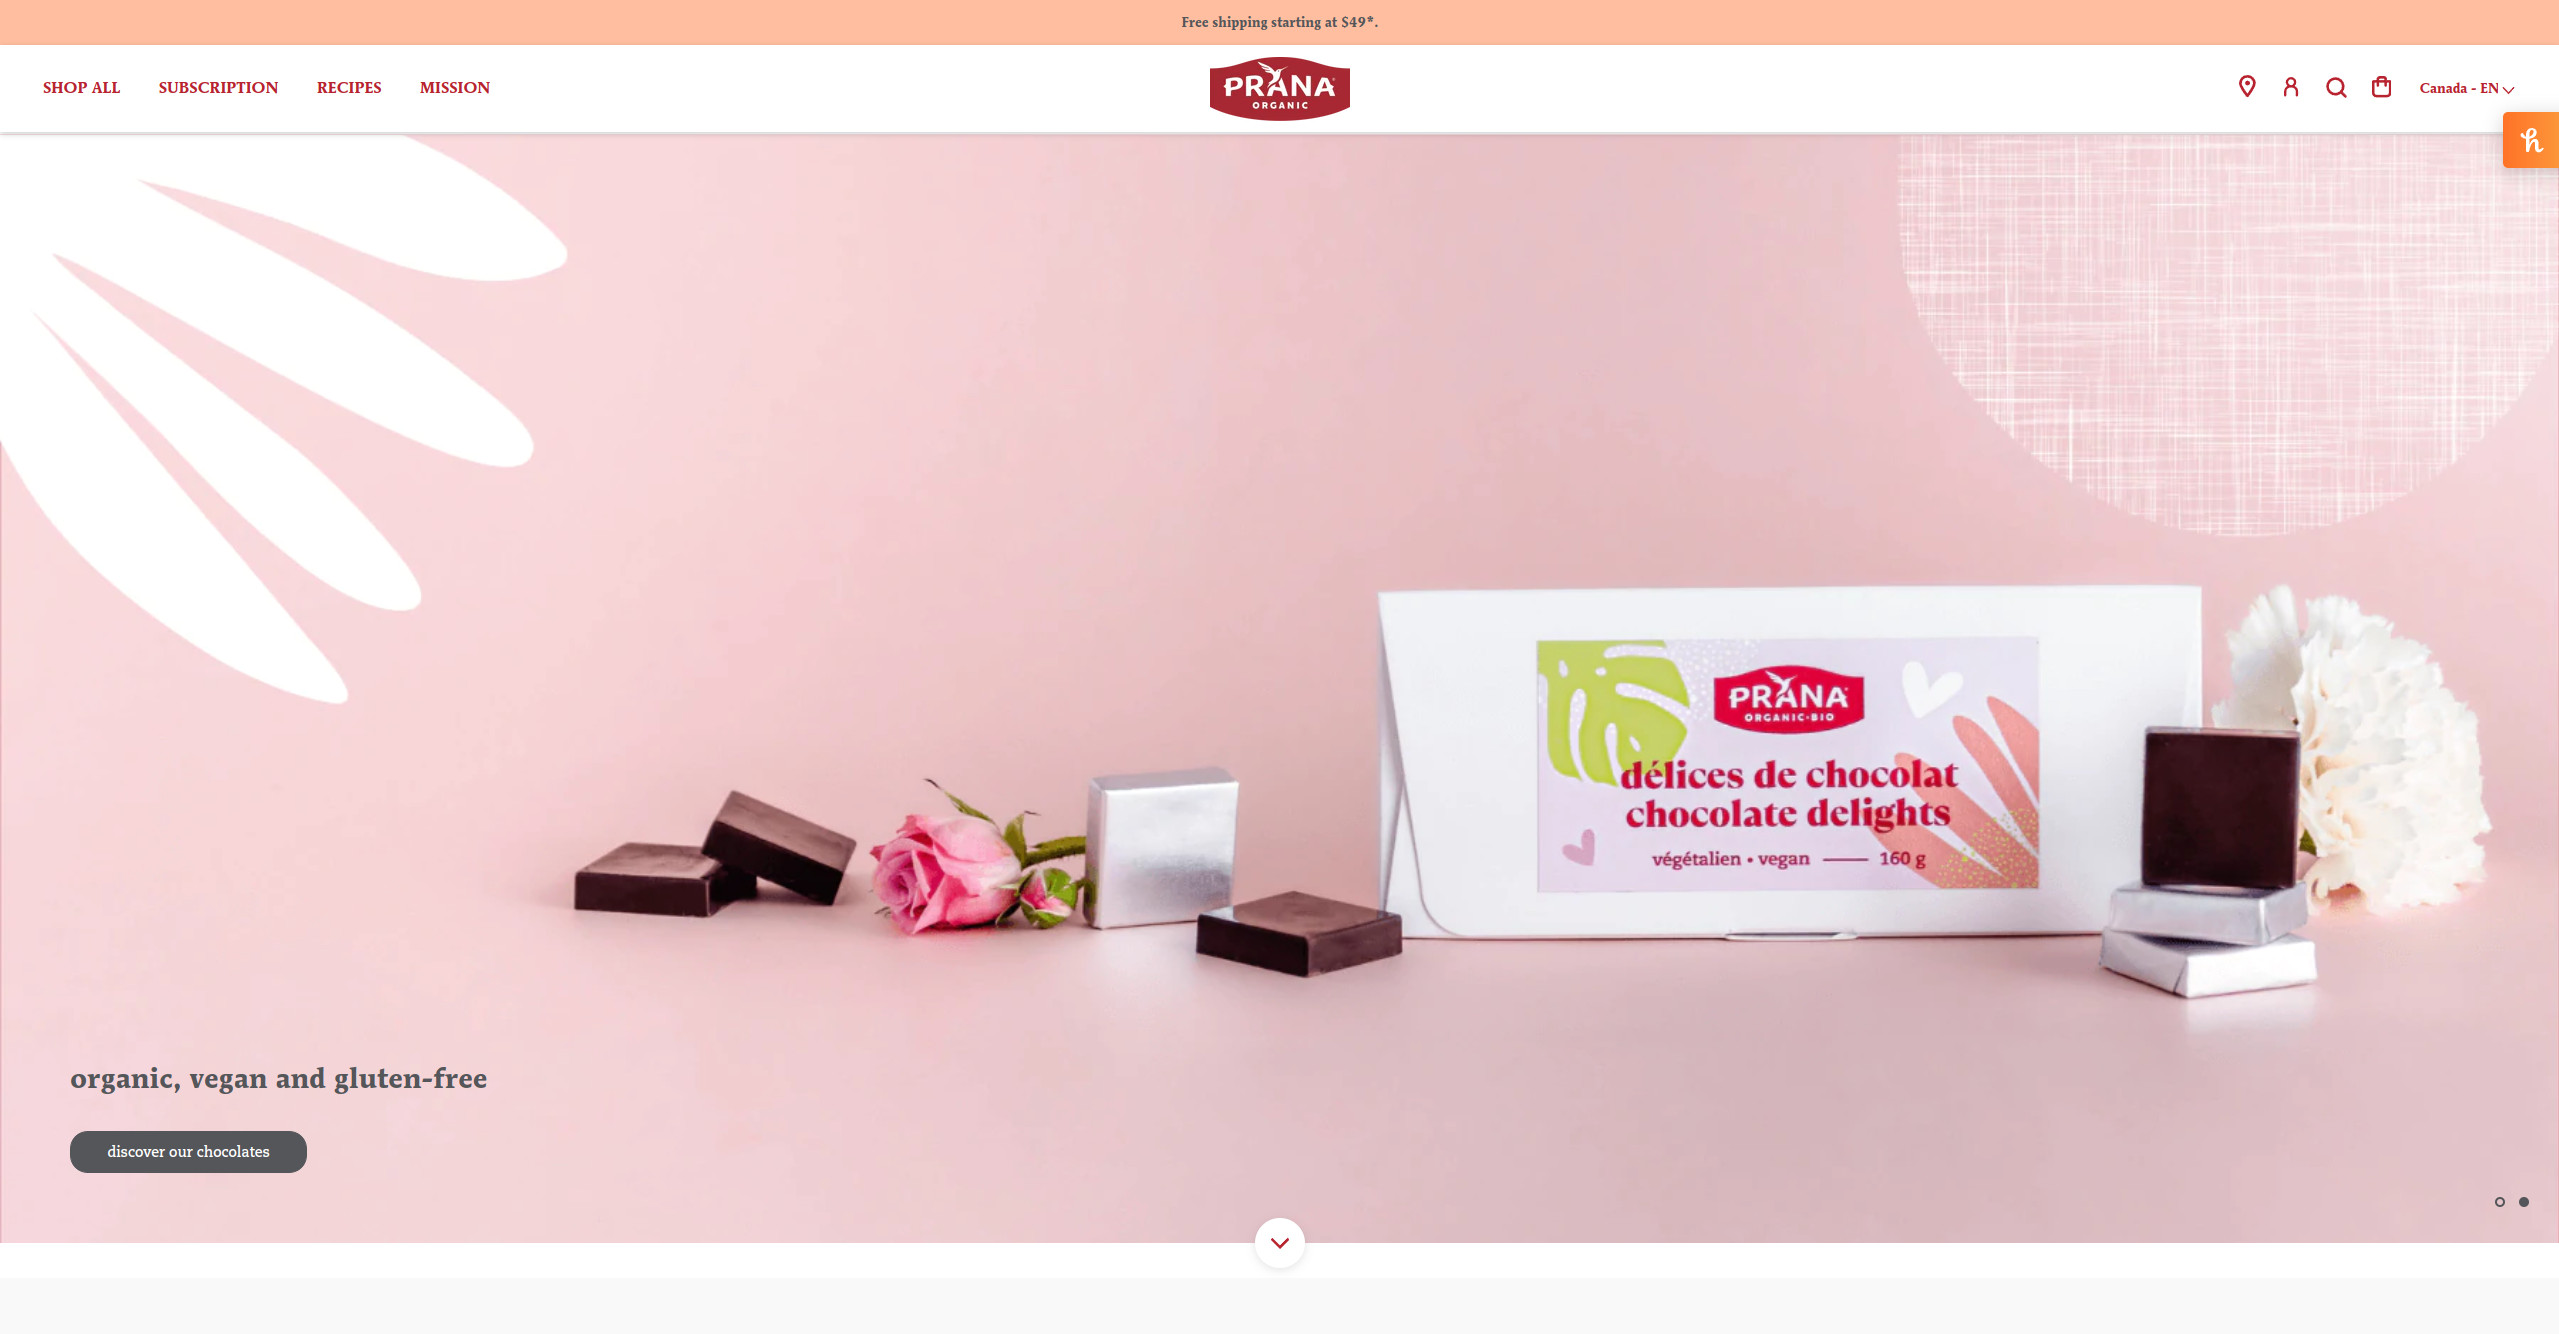 Free shipping starting at $49*.
SHOP ALL SUBSCRIPTION RECIPES MISSION
PRANA
ORGANIC
Canada - EN
h
PRANA
ORGANIC•BIO
délices de chocolat
chocolate delights
végétalien • vegan —— 160 g
organic, vegan and gluten-free
discover our chocolates